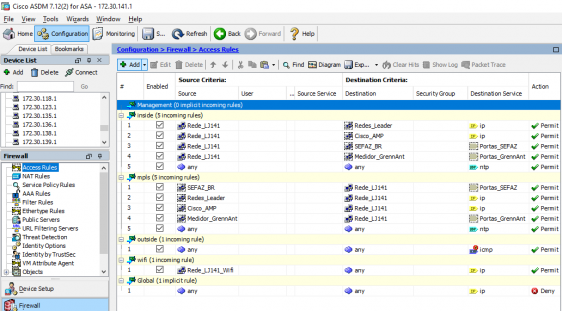 Cisco ASDM 7.12(2) for ASA - 172.30.141.1
File View Tools Wizards Window Help
Home Configuration Monitoring S... Refresh Back Forward Help
Device List Bookmarks
Configuration > Firewall > Access Rules
Device List
Add Delete Connect
Find: Go
172.30.118.1
172.30.123.1
172.30.135.1
172.30.136.1
172.30.138.1
172.30.139.1
Firewall
Access Rules
NAT Rules
Service Policy Rules
AAA Rules
Filter Rules
Ethertype Rules
Public Servers
URL Filtering Servers
Threat Detection
Identity Options
Identity by TrustSec
VM Attribute Agent
Objects
Device Setup
Firewall
Add Edit Delete Find Diagram Exp... Clear Hits Show Log Packet Trace
# Enabled Source Criteria: Destination Criteria: Action
Source User ... Source Service Destination Security Group Destination Service
Management (0 implicit incoming rules)
inside (5 incoming rules)
1 Rede_LJ141 Redes_Leader ip Permit
2 Rede_LJ141 Cisco_AMP ip Permit
3 Rede_LJ141 SEFAZ_BR Portas_SEFAZ Permit
4 Rede_LJ141 Medidor_GrennAnt Portas_GrennAnt Permit
5 any any ntp Permit
mpls (5 incoming rules)
1 SEFAZ_BR Rede_LJ141 Portas_SEFAZ Permit
2 Redes_Leader Rede_LJ141 ip Permit
3 Cisco_AMP Rede_LJ141 ip Permit
4 Medidor_GrennAnt Rede_LJ141 Portas_GrennAnt Permit
5 any any ntp Permit
outside (1 incoming rule)
1 any any icmp Permit
wifi (1 incoming rule)
1 Rede_LJ141_Wifi any ip Permit
Global (1 implicit rule)
1 any any ip Deny